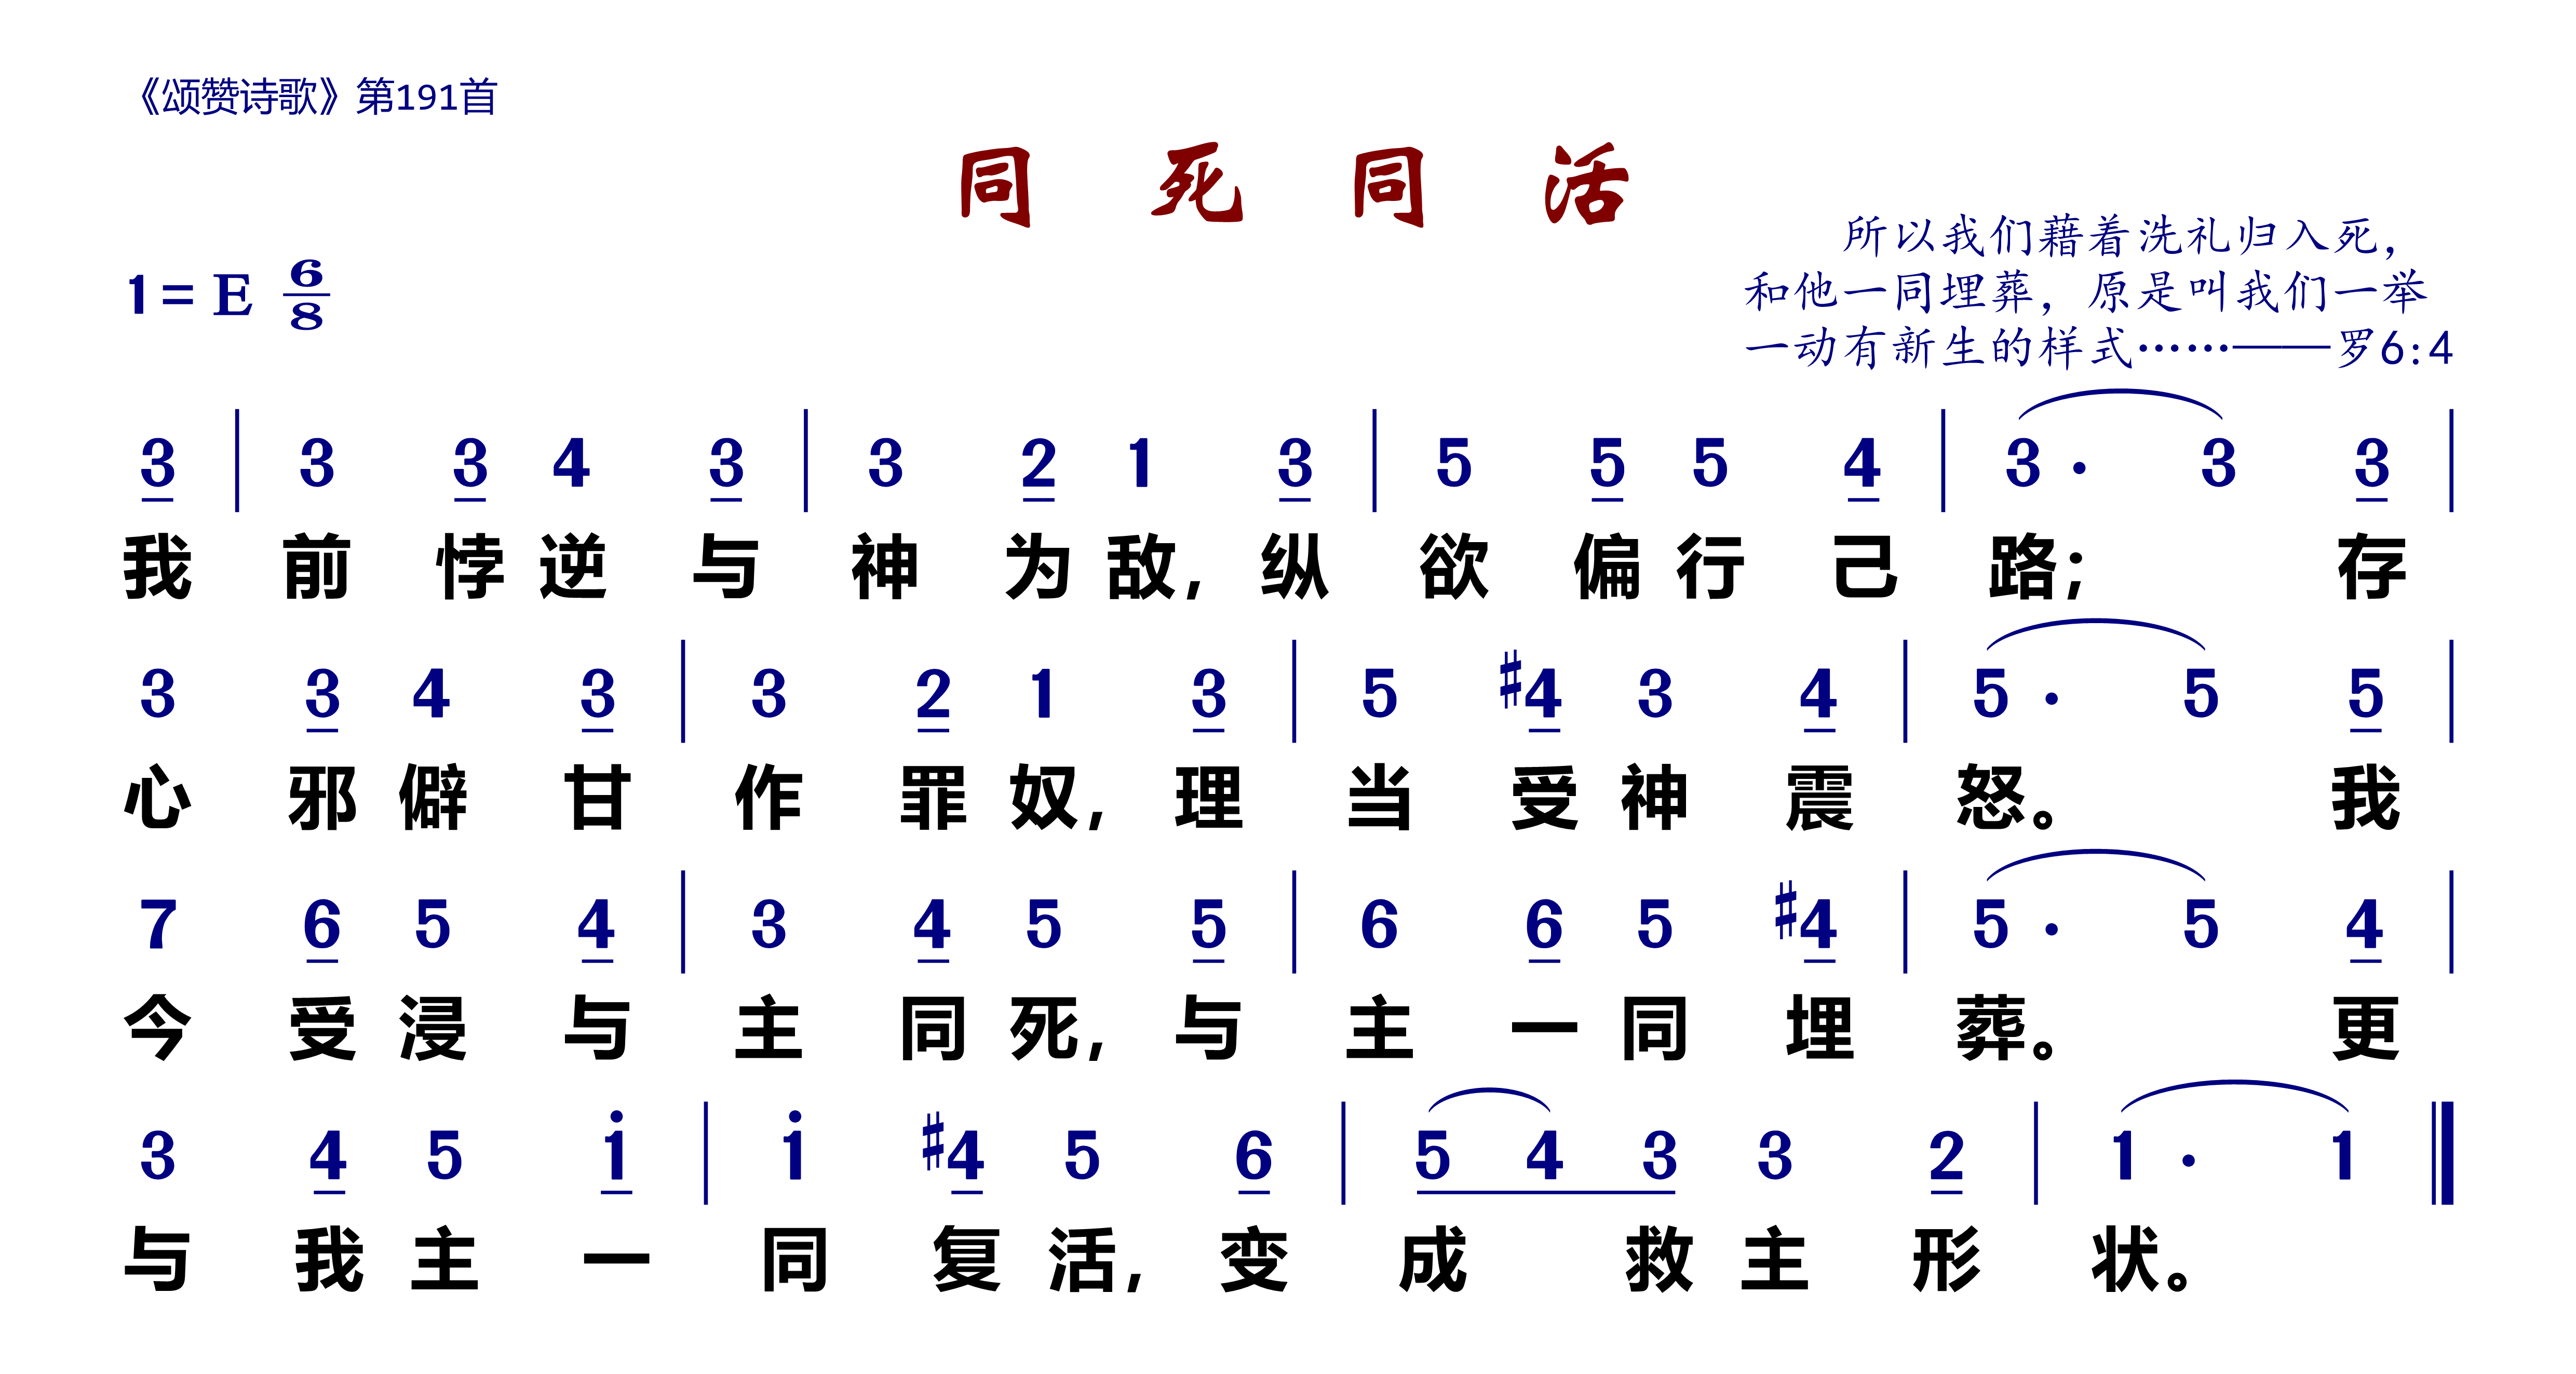 《颂赞诗歌》第191首
同 死 同 活
所以我们藉着洗礼归入死，
和他一同埋葬，原是叫我们一举
一动有新生的样式……——罗6:4
1= E 6/8
3 | 3 3 4 3 | 3 2 1 3 | 5 5 5 4 | 3· 3 3 |
我 前 悖 逆 与 神 为 敌，纵 欲 偏 行 己 路； 存
3 3 4 3 | 3 2 1 3 | 5 #4 3 4 | 5· 5 5 |
心 邪 僻 甘 作 罪 奴，理 当 受 神 震 怒。 我
7 6 5 4 | 3 4 5 5 | 6 6 5 #4 | 5· 5 4 |
今 受 浸 与 主 同 死，与 主 一 同 埋 葬。 更
3 4 5 i | i #4 5 6 | 5 4 3 3 2 | 1· 1 ‖
与 我 主 一 同 复 活，变 成 救 主 形 状。